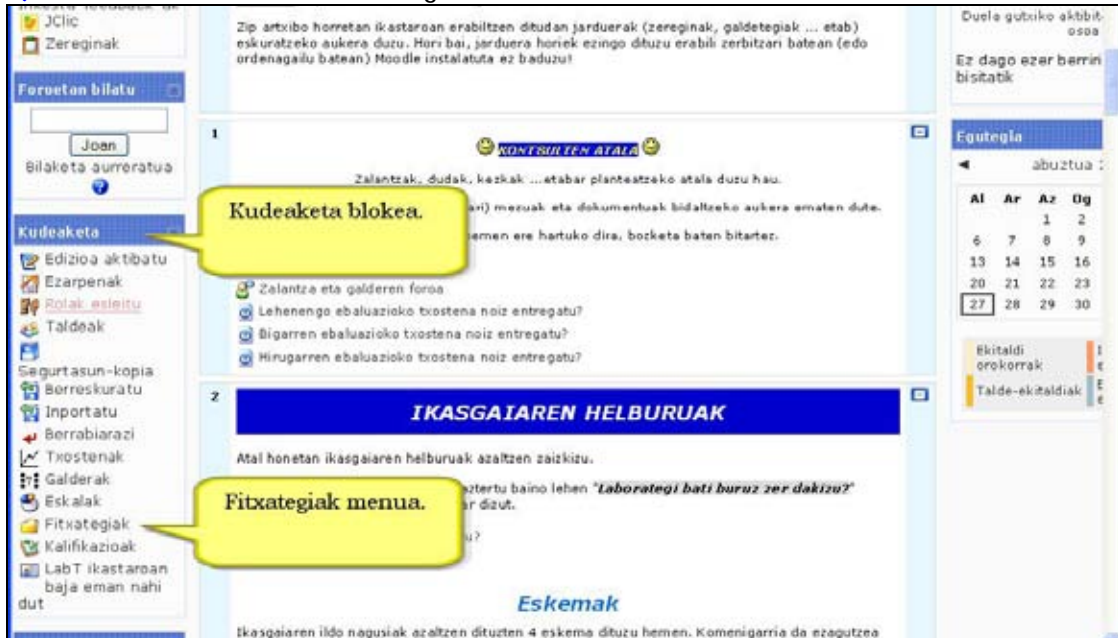 JClic
Zereginak
Foroetan bilatu
Joan
Bilaketa aurreratua
Kudeaketa
Edizioa aktibatu
Ezarpenak
Rolak esleitu
Taldeak
Segurtasun-kopia
Berreskuratu
Inportatu
Berrabiarazi
Txostenak
Galderak
Eskalak
Fitxategiak
Kalifikazioak
LabT ikastaroan
baja eman nahi
dut
Zip artxibo horretan ikastaroan erabiltzen ditudan jarduerak (zereginak, galdetegiak ... etab)
eskuratzeko aukera duzu. Hori bai, jarduera horiek ezingo dituzu erabili zerbitzari batean (edo
ordenagailu batean) Moodle instalatuta ez baduzu!
1
KONTSULTEN ATALA
Zalantzak, dudak, kezkak ...etabar planteatzeko atala duzu hau.
Kudeaketa blokea.
ari) mezuak eta dokumentuak bidaltzeko aukera ematen dute.
hemen ere hartuko dira, bozketa baten bitartez.
Zalantza eta galderen foroa
Lehenengo ebaluazioko txostena noiz entregatu?
Bigarren ebaluazioko txostena noiz entregatu?
Hirugarren ebaluazioko txostena noiz entregatu?
2
IKASGAIAREN HELBURUAK
Atal honetan ikasgaiaren helburuak azaltzen zaizkizu.
Fitxategiak menua.
aztertu baino lehen "Laborategi bati buruz zer dakizu?"
ar dizut.
u?
Eskemak
Ikasgaiaren ildo nagusiak azaltzen dituzten 4 eskema dituzu hemen. Komenigarria da ezagutzea
Duela gutxiko aktibit
osoa
Ez dago ezer berrin
bisitatik
Egutegia
abuztua
Al Ar Az Og
1 2
6 7 8 9
13 14 15 16
20 21 22 23
27 28 29 30
Ekitaldi
orokorrak
Talde-ekitaldiak